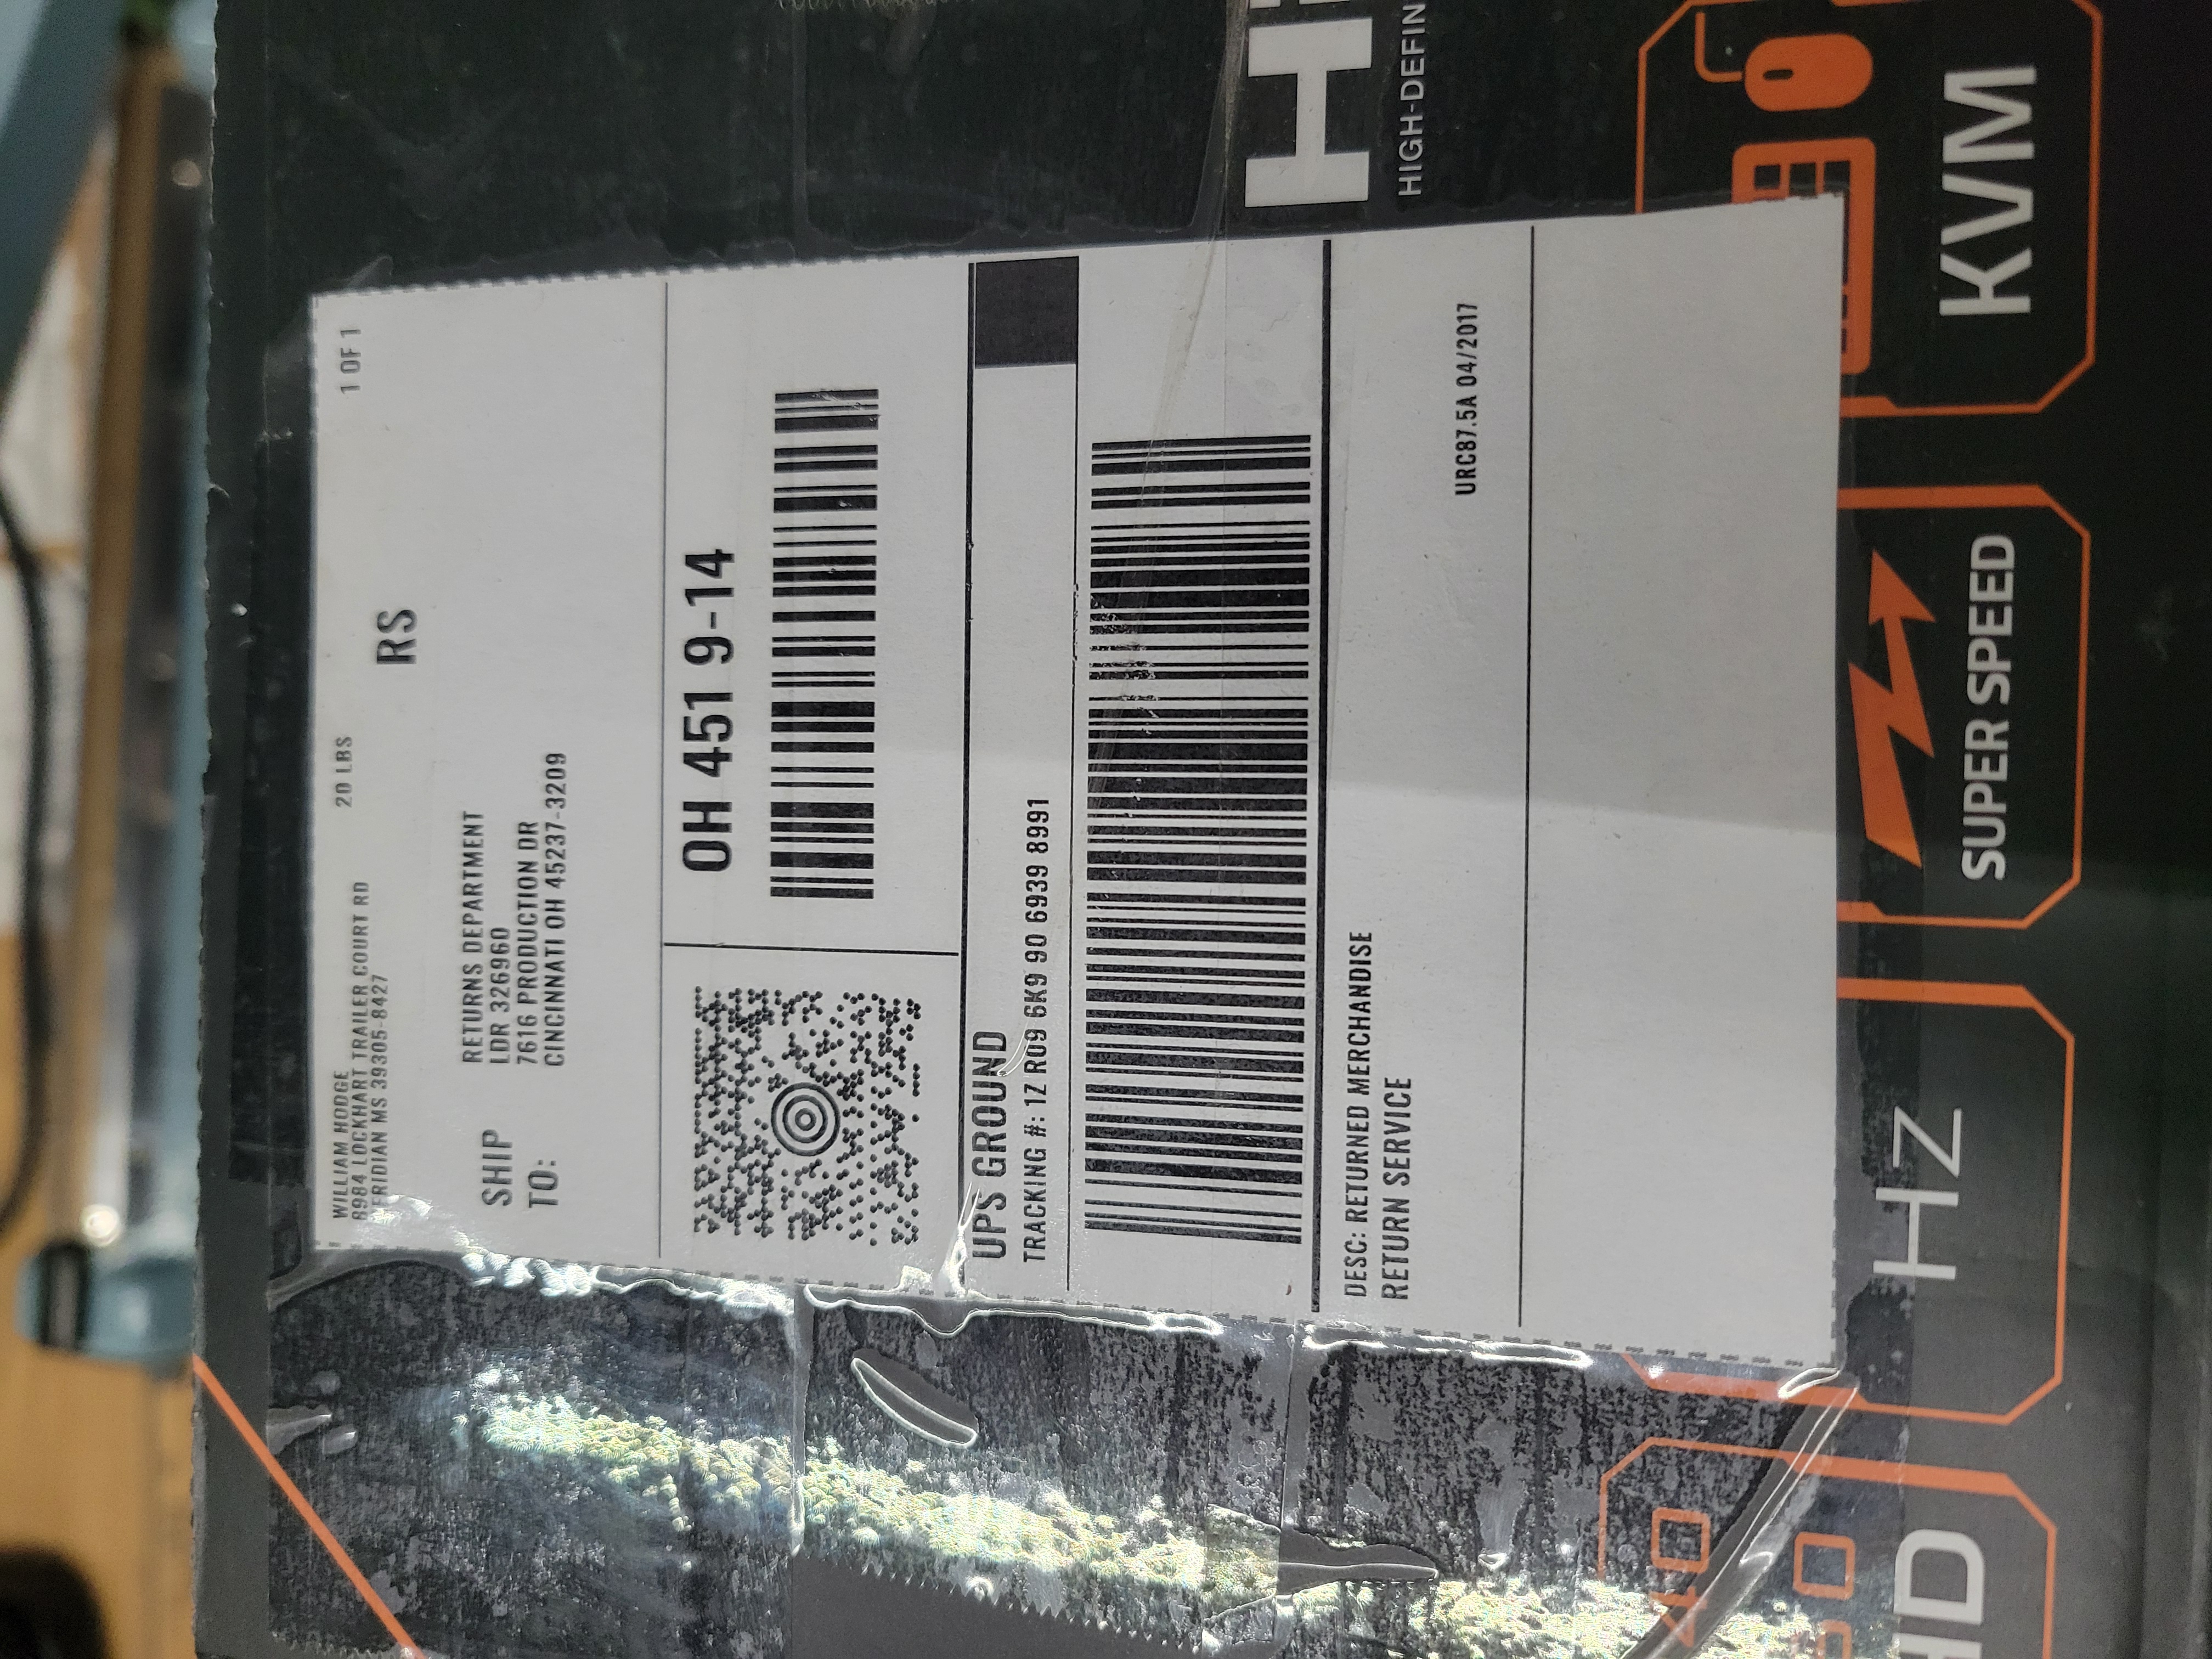 WILLIAM HODGE
8984 LOCKHART TRAILER COURT RD
MERIDIAN MS 39305-8427
20 LBS
1 OF 1
RS
SHIP
TO:
RETURNS DEPARTMENT
LDR 326960
7616 PRODUCTION DR
CINCINNATI OH 45237-3209
OH 451 9-14
UPS GROUND
TRACKING #: 1Z R09 6K9 90 6939 8991
DESC: RETURNED MERCHANDISE
RETURN SERVICE
URC87.5A 04/2017
HIGH-DEFIN
HD
HZ
SUPER SPEED
KVM